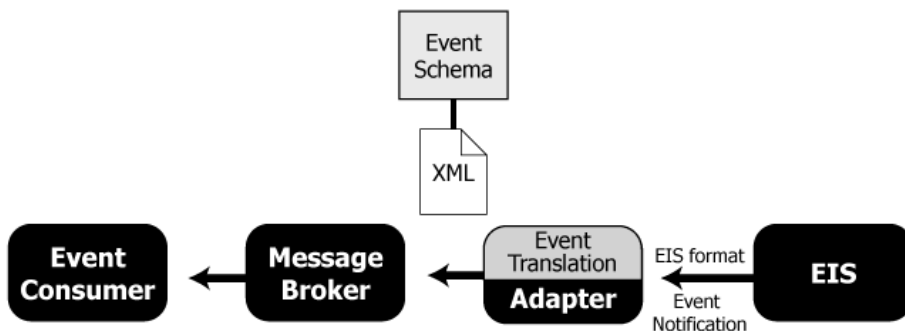 Event
Schema
XML
Event
Consumer
Message
Broker
Event
Translation
Adapter
EIS format
Event
Notification
EIS